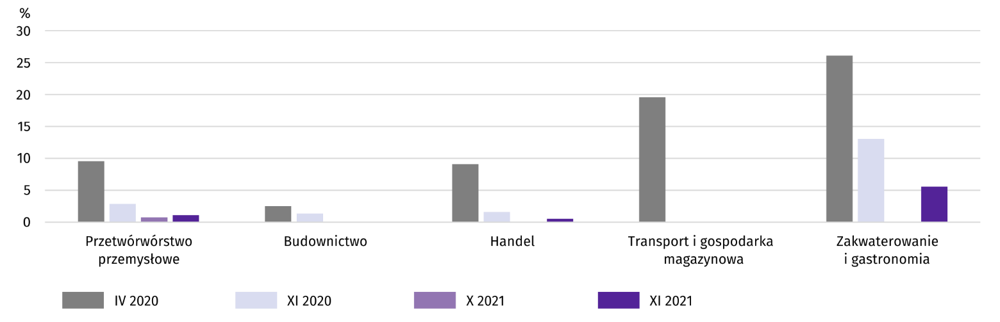 %
30
25
20
15
10
5
0
Przetwórwórstwo
przemysłowe
Budownictwo
Handel
Transport i gospodarka
magazynowa
Zakwaterowanie
i gastronomia
IV 2020
XI 2020
X 2021
XI 2021